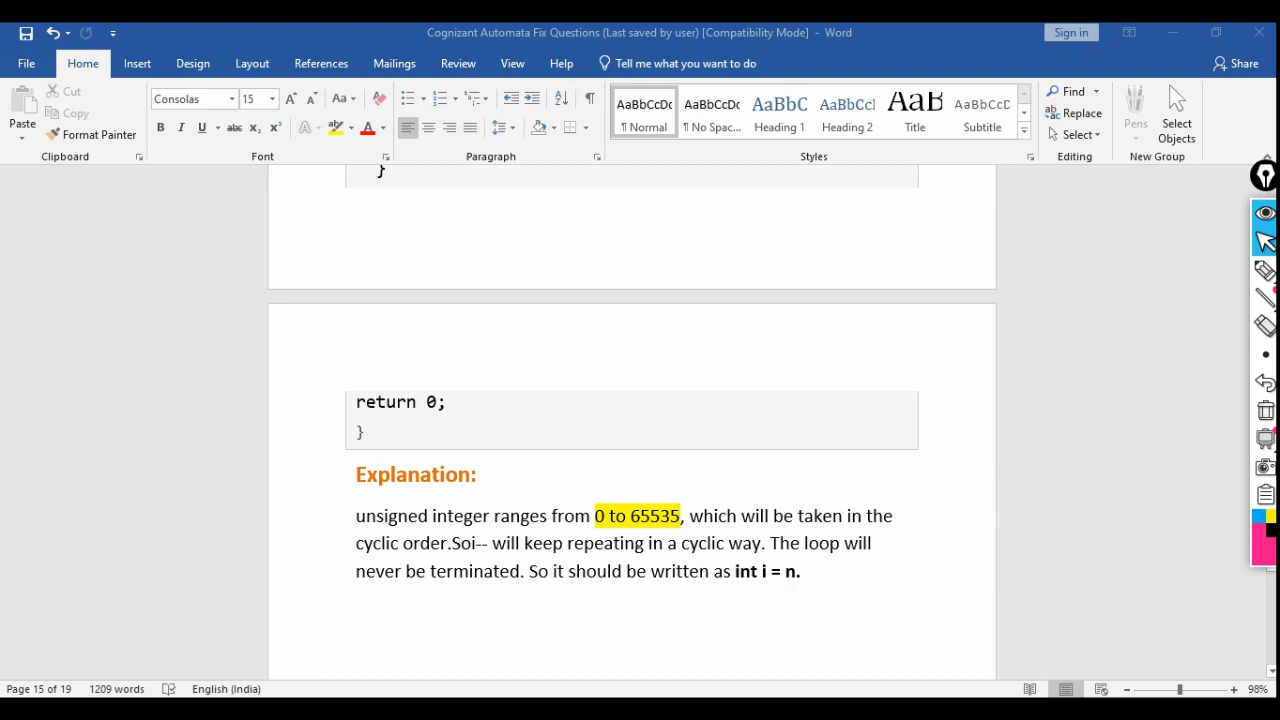 Cognizant Automata Fix Questions (Last saved by user) [Compatibility Mode] - Word
Sign in
File Home Insert Design Layout References Mailings Review View Help Tell me what you want to do Share
Paste
Cut
Copy
Format Painter
Clipboard
Consolas 15 A A Aa
B I U abc x₂ x² A A
Font
Paragraph
AaBbCcDc AaBbCcDc AaBbC AaBbCcI AaB AaBbCcD
¶ Normal ¶ No Spac... Heading 1 Heading 2 Title Subtitle
Styles
Find
Replace
Select
Editing
Pens
Select Objects
New Group
}
return 0;
}
Explanation:
unsigned integer ranges from 0 to 65535, which will be taken in the
cyclic order.Soi-- will keep repeating in a cyclic way. The loop will
never be terminated. So it should be written as int i = n.
Page 15 of 19 1209 words English (India) 98%